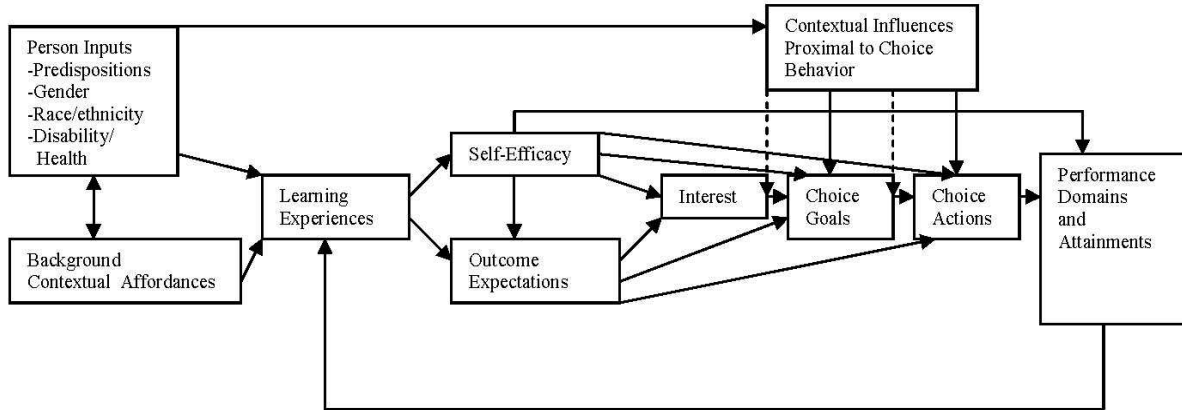 Person Inputs
-Predispositions
-Gender
-Race/ethnicity
-Disability/
Health
Background
Contextual Affordances
Learning
Experiences
Self-Efficacy
Outcome
Expectations
Interest
Contextual Influences
Proximal to Choice
Behavior
Choice
Goals
Choice
Actions
Performance
Domains
and
Attainments